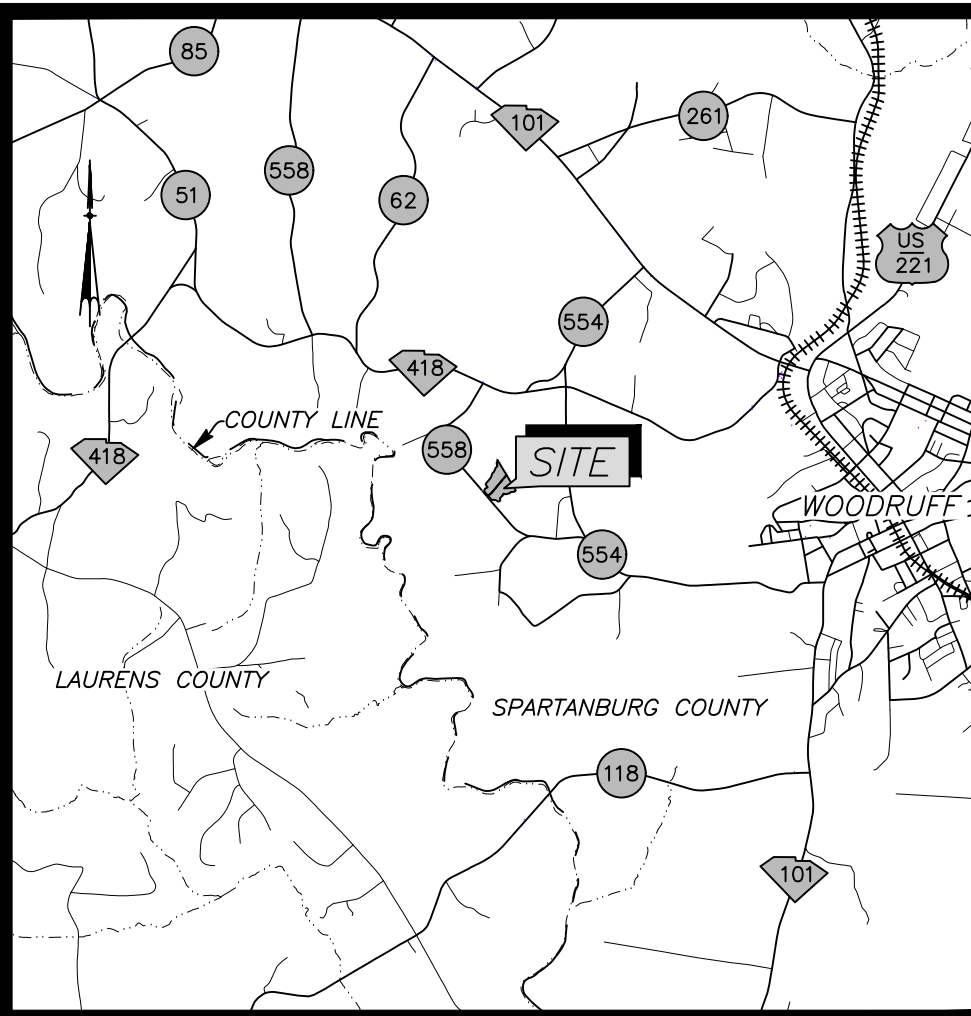 85
101
261
558
51
62
US
221
554
418
COUNTY LINE
558
418
SITE
WOODRUFF
554
LAURENS COUNTY
SPARTANBURG COUNTY
118
101